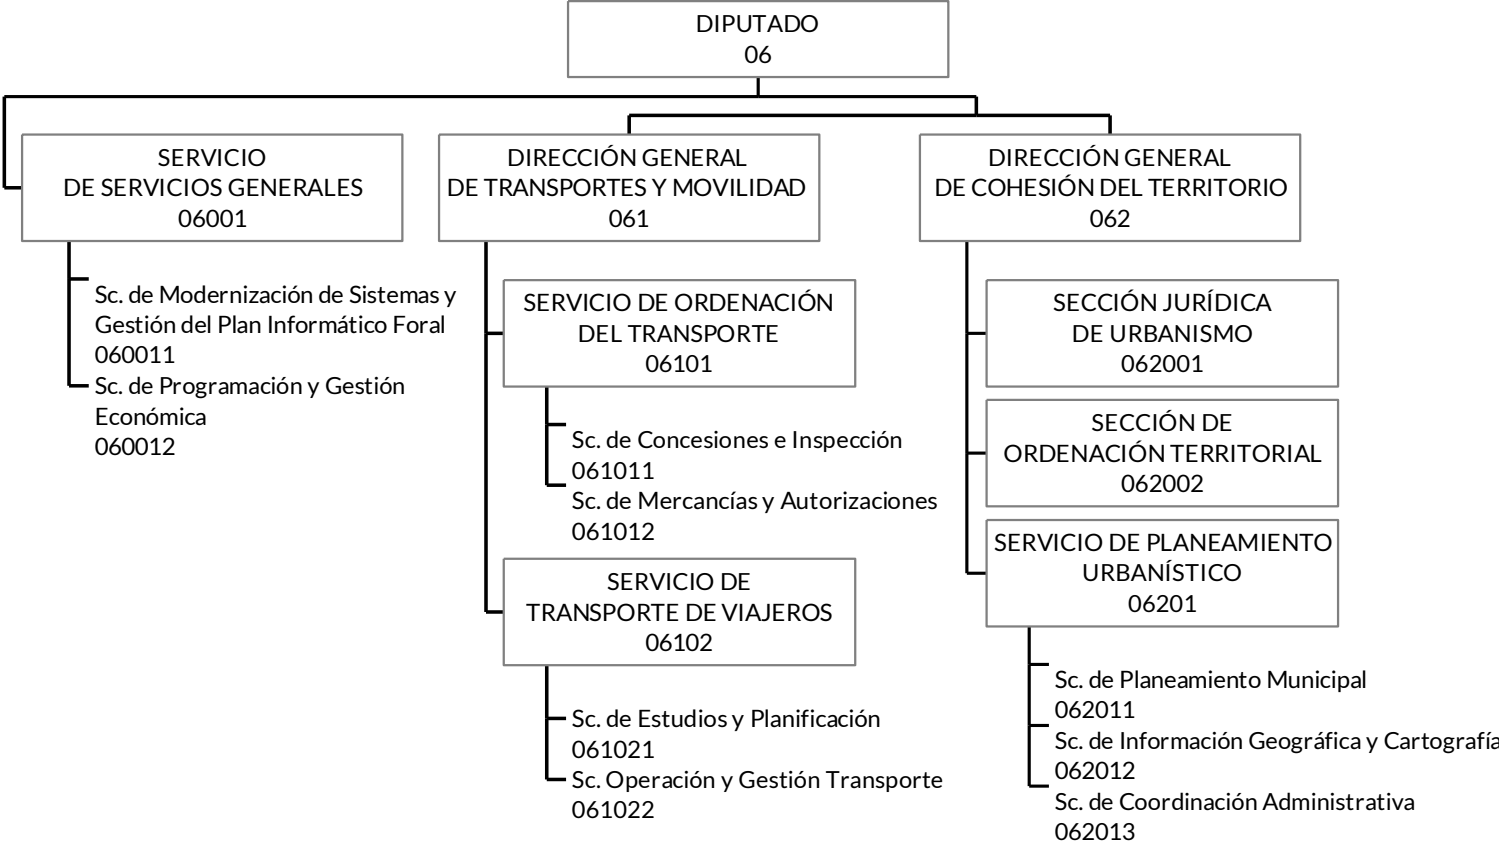 DIPUTADO
06
SERVICIO
DE SERVICIOS GENERALES
06001
Sc. de Modernización de Sistemas y
Gestión del Plan Informático Foral
060011
Sc. de Programación y Gestión
Económica
060012
DIRECCIÓN GENERAL
DE TRANSPORTES Y MOVILIDAD
061
SERVICIO DE ORDENACIÓN
DEL TRANSPORTE
06101
Sc. de Concesiones e Inspección
061011
Sc. de Mercancías y Autorizaciones
061012
SERVICIO DE
TRANSPORTE DE VIAJEROS
06102
Sc. de Estudios y Planificación
061021
Sc. Operación y Gestión Transporte
061022
DIRECCIÓN GENERAL
DE COHESIÓN DEL TERRITORIO
062
SECCIÓN JURÍDICA
DE URBANISMO
062001
SECCIÓN DE
ORDENACIÓN TERRITORIAL
062002
SERVICIO DE PLANEAMIENTO
URBANÍSTICO
06201
Sc. de Planeamiento Municipal
062011
Sc. de Información Geográfica y Cartografía
062012
Sc. de Coordinación Administrativa
062013